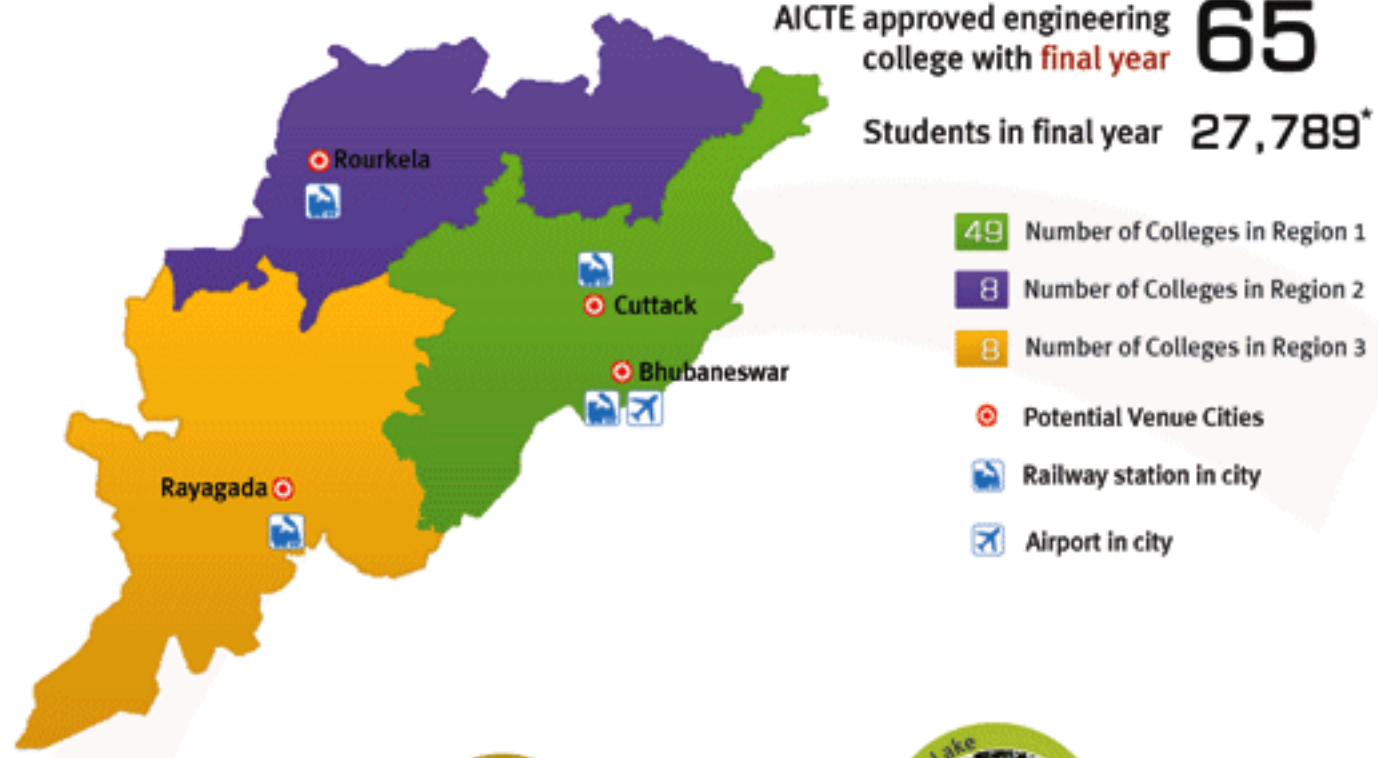 AICTE approved engineering
college with final year
65
Students in final year 27,789*
Rourkela
Cuttack
Bhubaneswar
Rayagada
49 Number of Colleges in Region 1
8 Number of Colleges in Region 2
8 Number of Colleges in Region 3
Potential Venue Cities
Railway station in city
Airport in city
Lake